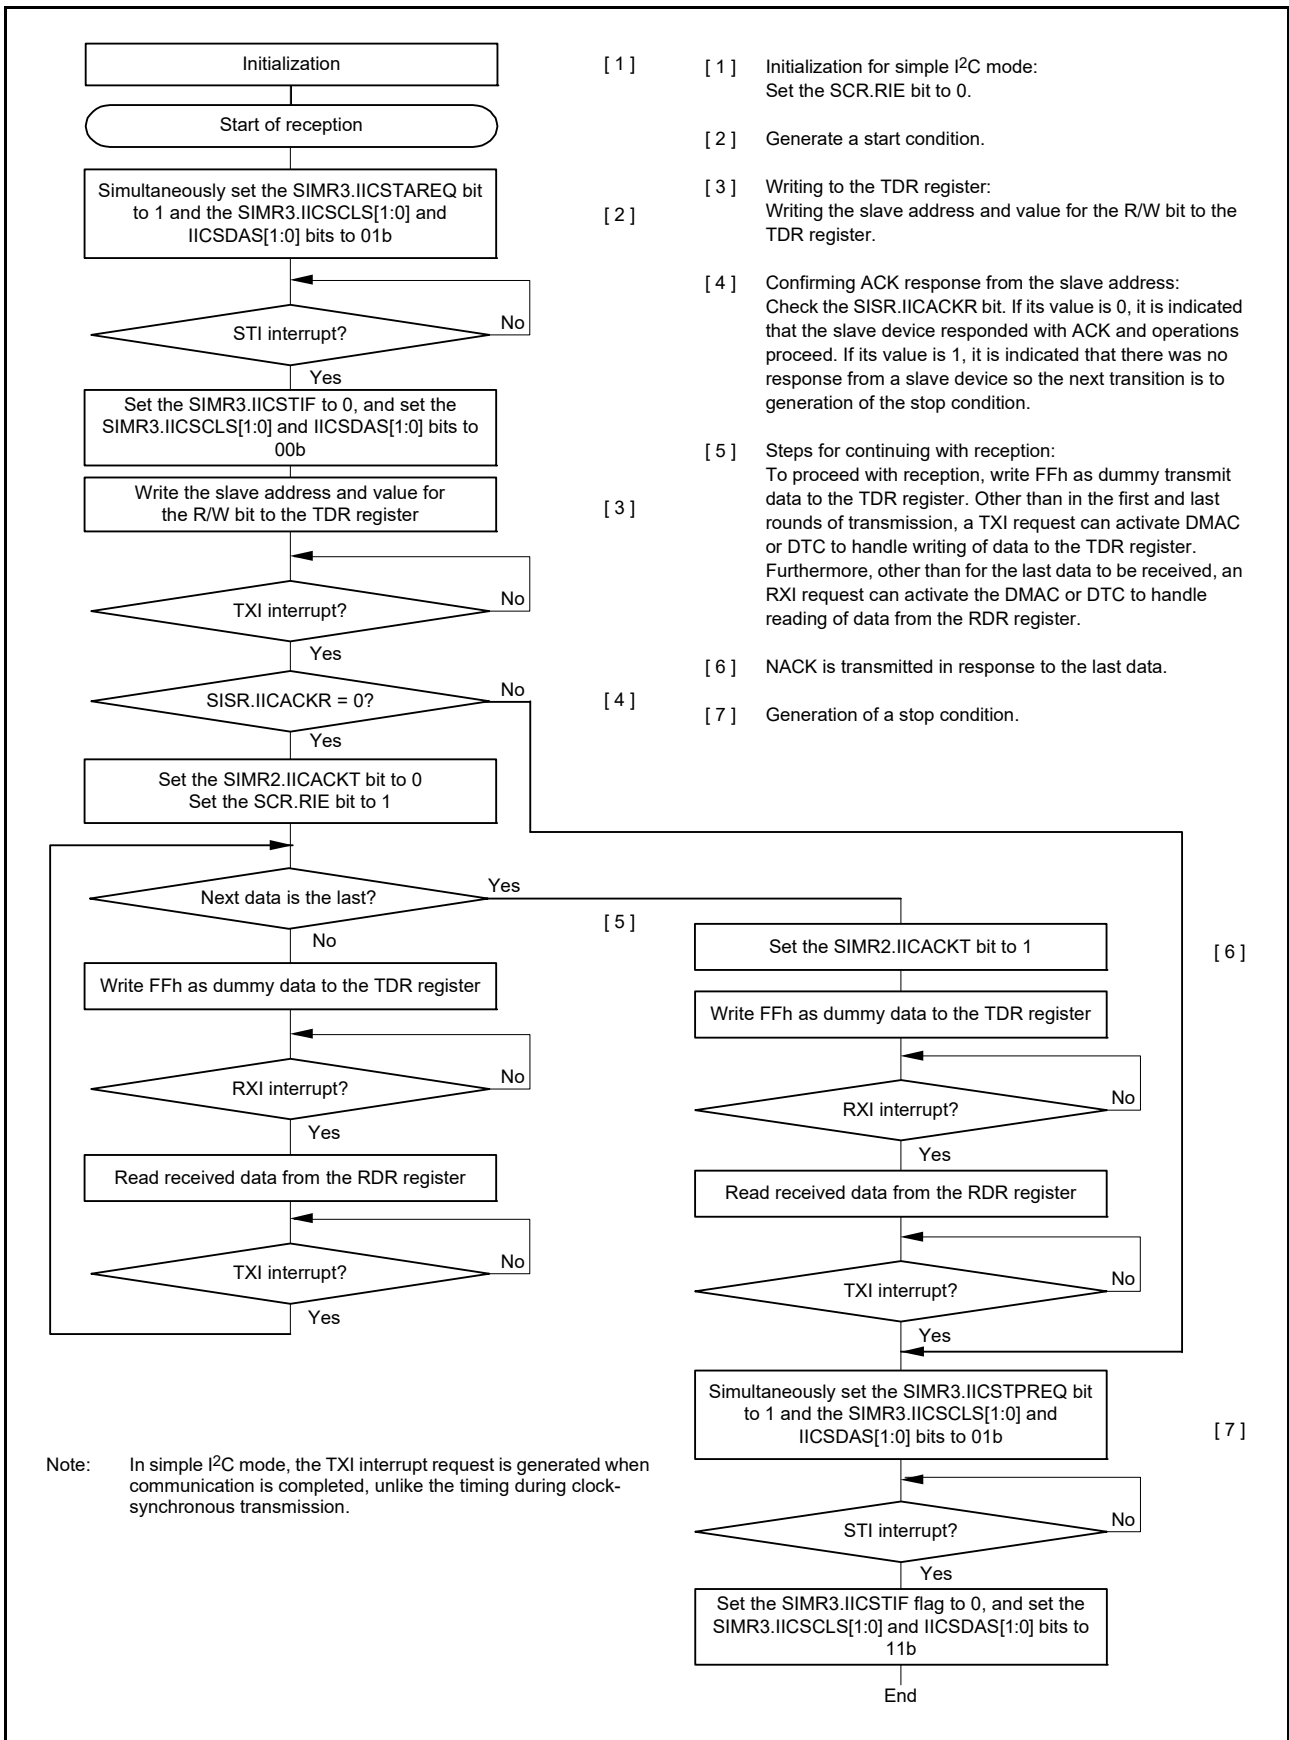 Initialization
[ 1 ]
Start of reception
Simultaneously set the SIMR3.IICSTAREQ bit
to 1 and the SIMR3.IICSCLS[1:0] and
IICSDAS[1:0] bits to 01b
[ 2 ]
STI interrupt?
No
Yes
Set the SIMR3.IICSTIF to 0, and set the
SIMR3.IICSCLS[1:0] and IICSDAS[1:0] bits to
00b
Write the slave address and value for
the R/W bit to the TDR register
[ 3 ]
TXI interrupt?
No
Yes
SISR.IICACKR = 0?
No
[ 4 ]
Yes
Set the SIMR2.IICACKT bit to 0
Set the SCR.RIE bit to 1
Next data is the last?
Yes
[ 5 ]
No
Write FFh as dummy data to the TDR register
RXI interrupt?
No
Yes
Read received data from the RDR register
TXI interrupt?
No
Yes
[ 1 ] Initialization for simple I2C mode:
Set the SCR.RIE bit to 0.
[ 2 ] Generate a start condition.
[ 3 ] Writing to the TDR register:
Writing the slave address and value for the R/W bit to the
TDR register.
[ 4 ] Confirming ACK response from the slave address:
Check the SISR.IICACKR bit. If its value is 0, it is indicated
that the slave device responded with ACK and operations
proceed. If its value is 1, it is indicated that there was no
response from a slave device so the next transition is to
generation of the stop condition.
[ 5 ] Steps for continuing with reception:
To proceed with reception, write FFh as dummy transmit
data to the TDR register. Other than in the first and last
rounds of transmission, a TXI request can activate DMAC
or DTC to handle writing of data to the TDR register.
Furthermore, other than for the last data to be received, an
RXI request can activate the DMAC or DTC to handle
reading of data from the RDR register.
[ 6 ] NACK is transmitted in response to the last data.
[ 7 ] Generation of a stop condition.
Set the SIMR2.IICACKT bit to 1
[ 6 ]
Write FFh as dummy data to the TDR register
RXI interrupt?
No
Yes
Read received data from the RDR register
TXI interrupt?
No
Yes
Simultaneously set the SIMR3.IICSTPREQ bit
to 1 and the SIMR3.IICSCLS[1:0] and
IICSDAS[1:0] bits to 01b
[ 7 ]
STI interrupt?
No
Yes
Set the SIMR3.IICSTIF flag to 0, and set the
SIMR3.IICSCLS[1:0] and IICSDAS[1:0] bits to
11b
End
Note: In simple I2C mode, the TXI interrupt request is generated when
communication is completed, unlike the timing during clock-
synchronous transmission.